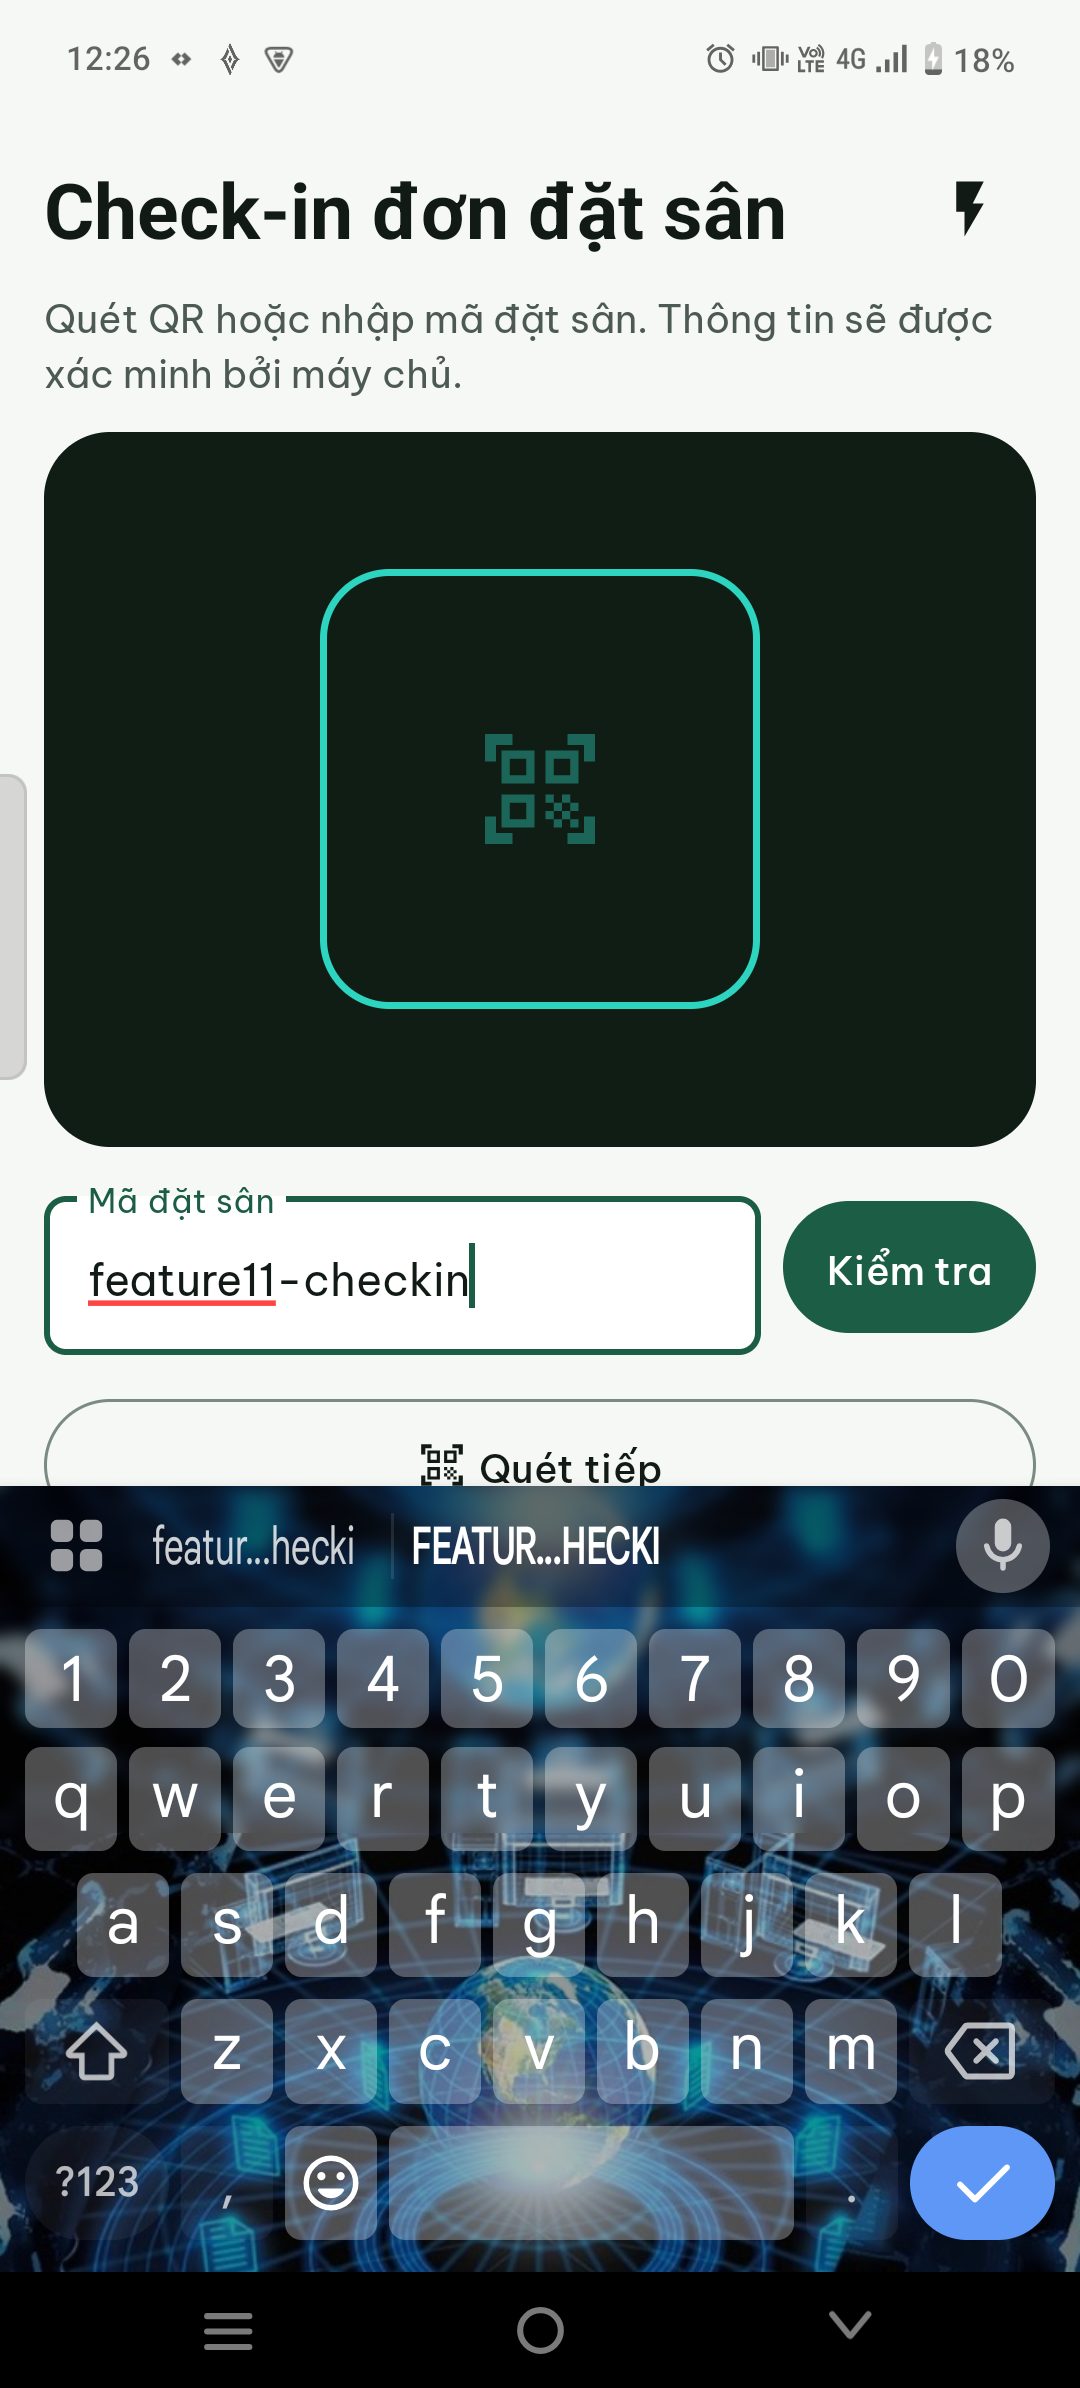 12:26 VoLTE 4G 18%
Check-in đơn đặt sân
Quét QR hoặc nhập mã đặt sân. Thông tin sẽ được
xác minh bởi máy chủ.
Mã đặt sân
feature11-checkin
Kiểm tra
Quét tiếp
featur...hecki FEATUR...HECKI
1 2 3 4 5 6 7 8 9 0
q w e r t y u i o p
a s d f g h j k l
z x c v b n m
?123 , .